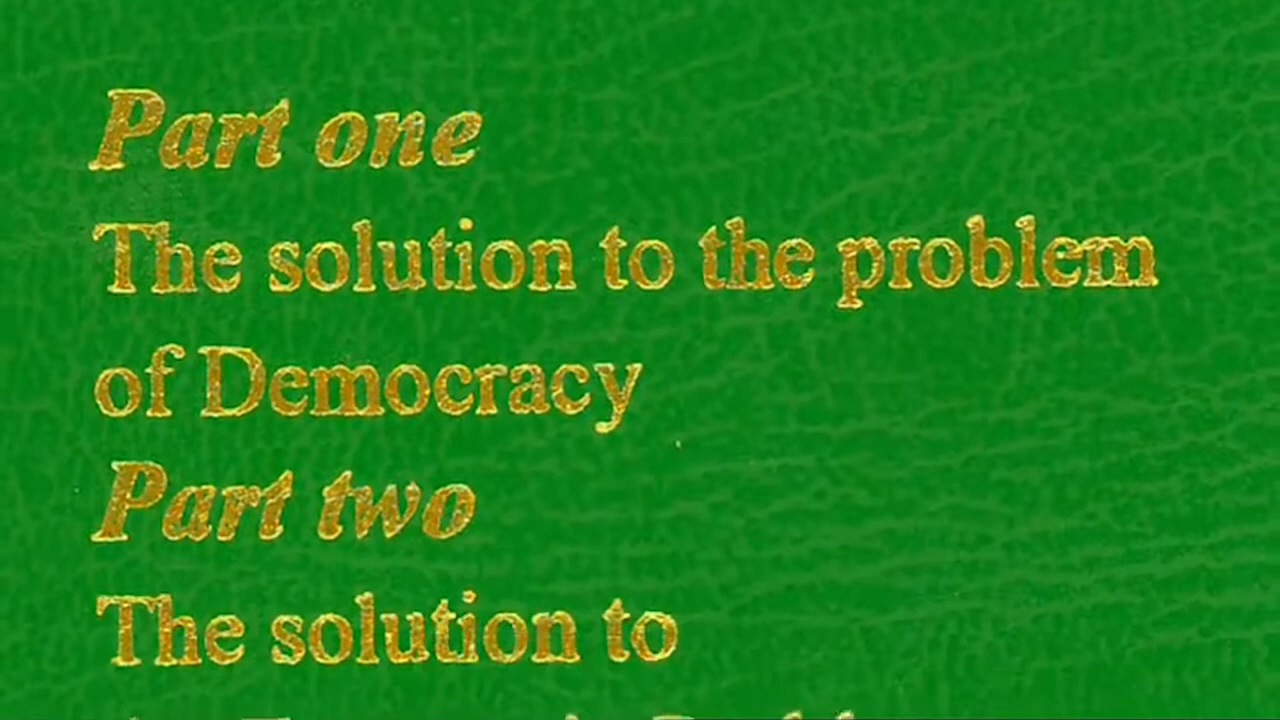 Part one
The solution to the problem
of Democracy
Part two
The solution to